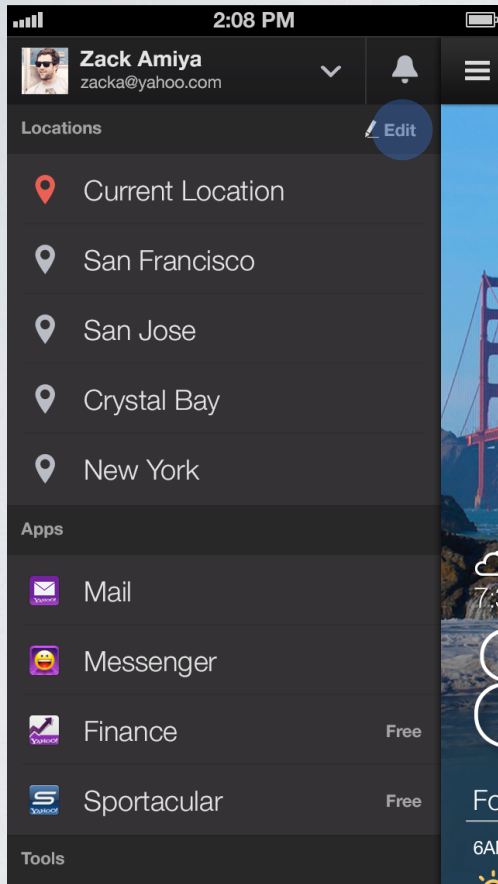 2:08 PM
Zack Amiya
zacka@yahoo.com
Locations
Edit
Current Location
San Francisco
San Jose
Crystal Bay
New York
Apps
Mail
Messenger
Finance
Free
Sportacular
Free
Tools